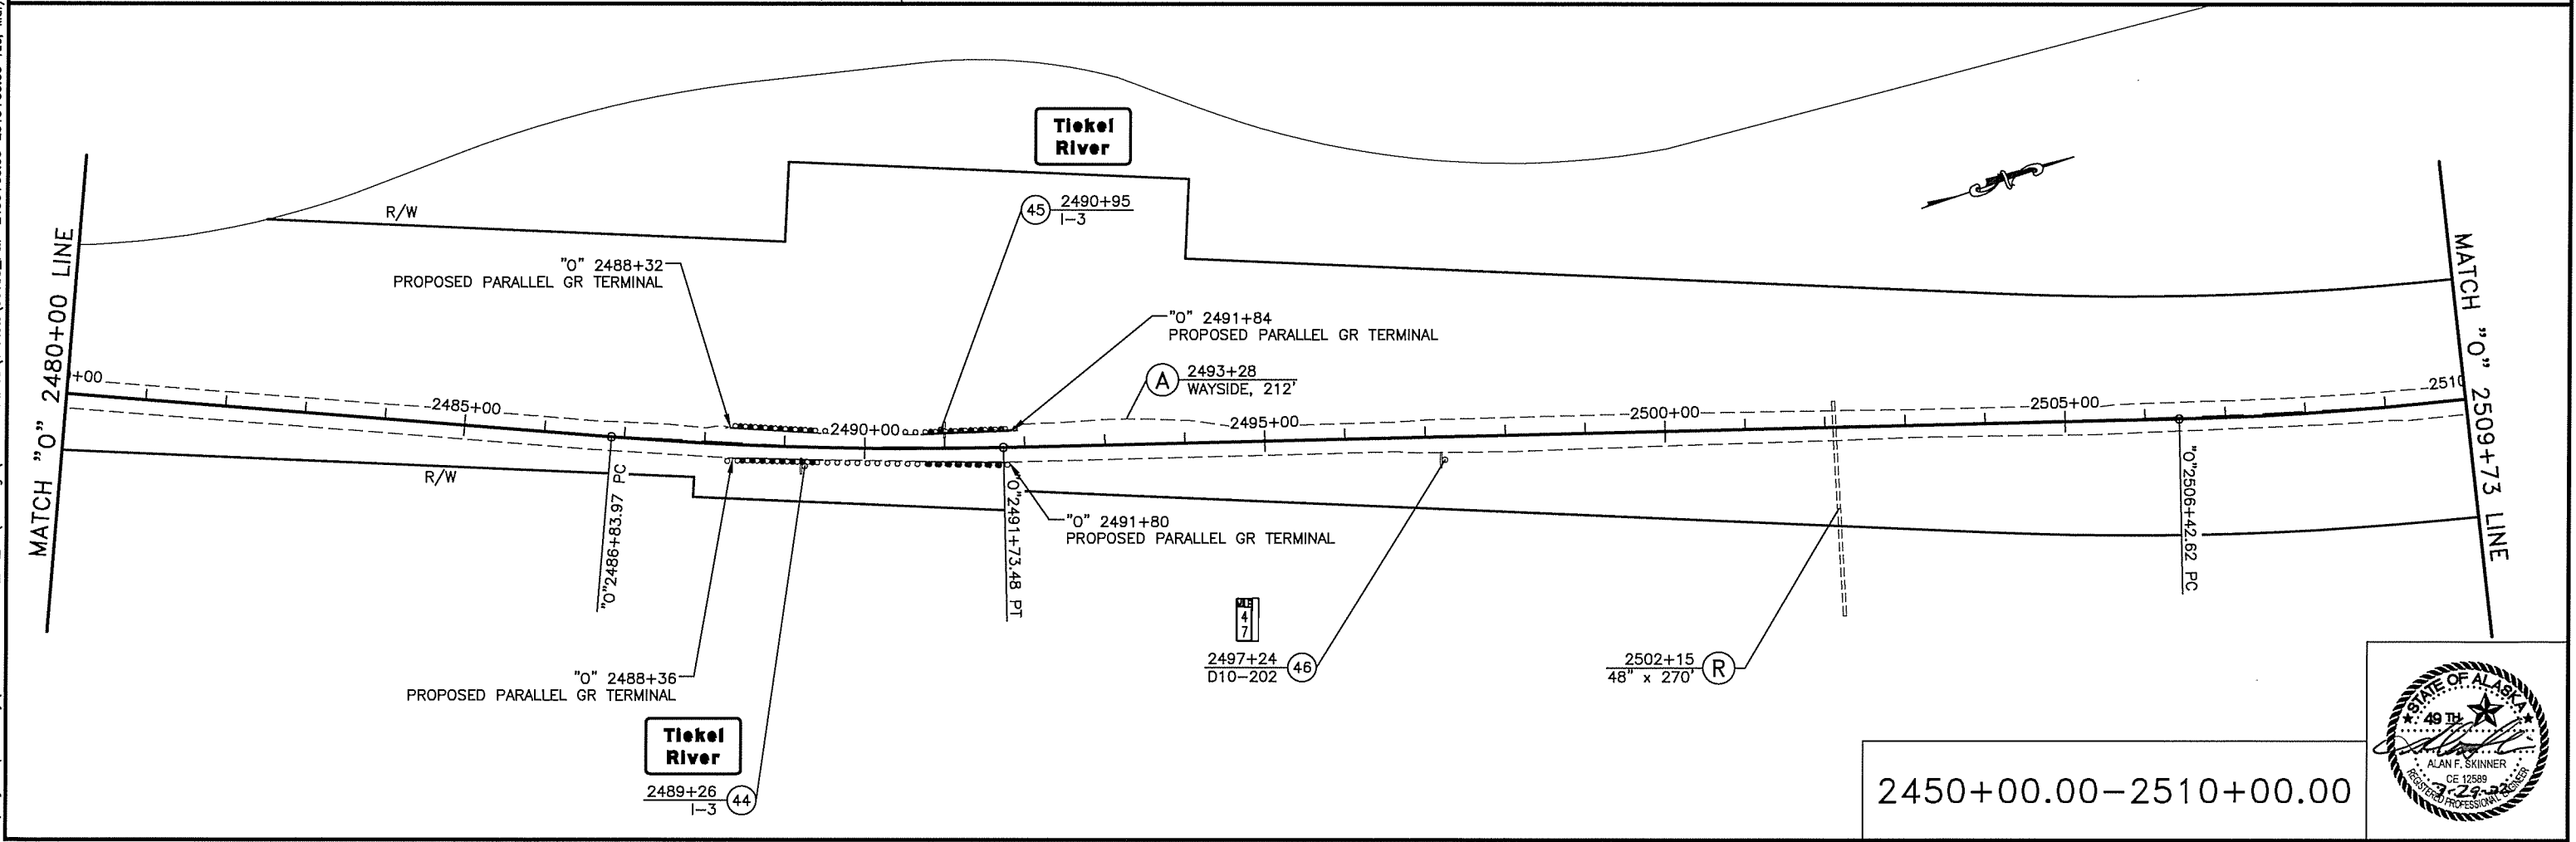 Tiekel
River
45 2490+95
I-3
R/W
"O" 2488+32
PROPOSED PARALLEL GR TERMINAL
"O" 2491+84
PROPOSED PARALLEL GR TERMINAL
A 2493+28
WAYSIDE, 212'
MATCH "O" 2480+00 LINE
MATCH "O" 2509+73 LINE
+00
2485+00
2490+00
2495+00
2500+00
2505+00
2510
R/W
"O"2486+83.97 PC
"O"2491+73.48 PT
"O"2506+42.62 PC
"O" 2491+80
PROPOSED PARALLEL GR TERMINAL
MILE
4
7
2497+24 46
D10-202
2502+15 R
48" x 270'
"O" 2488+36
PROPOSED PARALLEL GR TERMINAL
Tiekel
River
2489+26 44
I-3
2450+00.00-2510+00.00
STATE OF ALASKA
49 TH
ALAN F. SKINNER
CE 12589
REGISTERED PROFESSIONAL ENGINEER